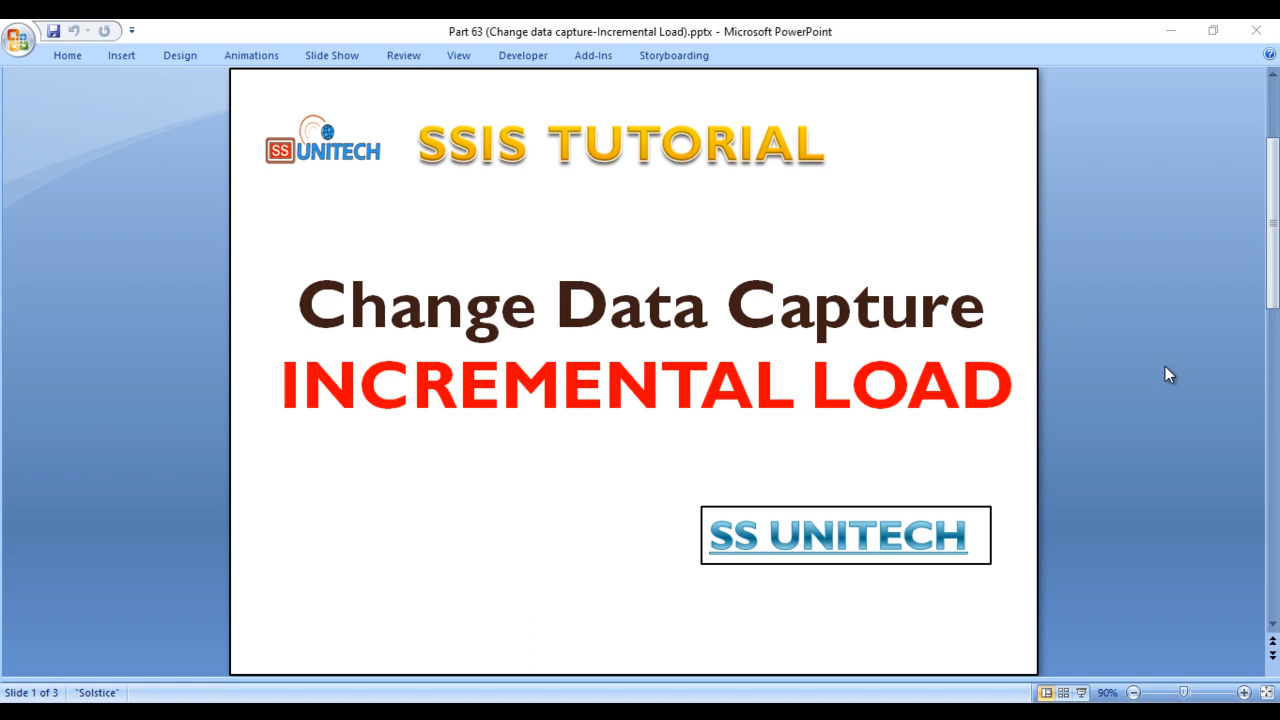 Part 63 (Change data capture-Incremental Load).pptx - Microsoft PowerPoint
Home Insert Design Animations Slide Show Review View Developer Add-Ins Storyboarding
SS UNITECH
SSIS TUTORIAL
Change Data Capture
INCREMENTAL LOAD
SS UNITECH
Slide 1 of 3 "Solstice" 90%